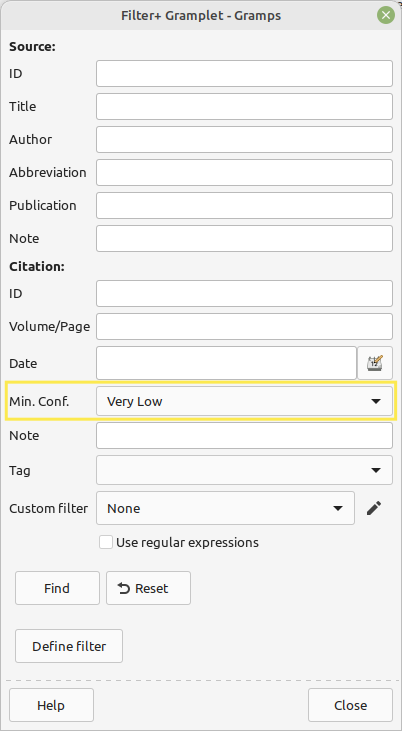 Filter+ Gramplet - Gramps
Source:
ID
Title
Author
Abbreviation
Publication
Note
Citation:
ID
Volume/Page
Date
Min. Conf. Very Low
Note
Tag
Custom filter None
Use regular expressions
Find Reset
Define filter
Help Close